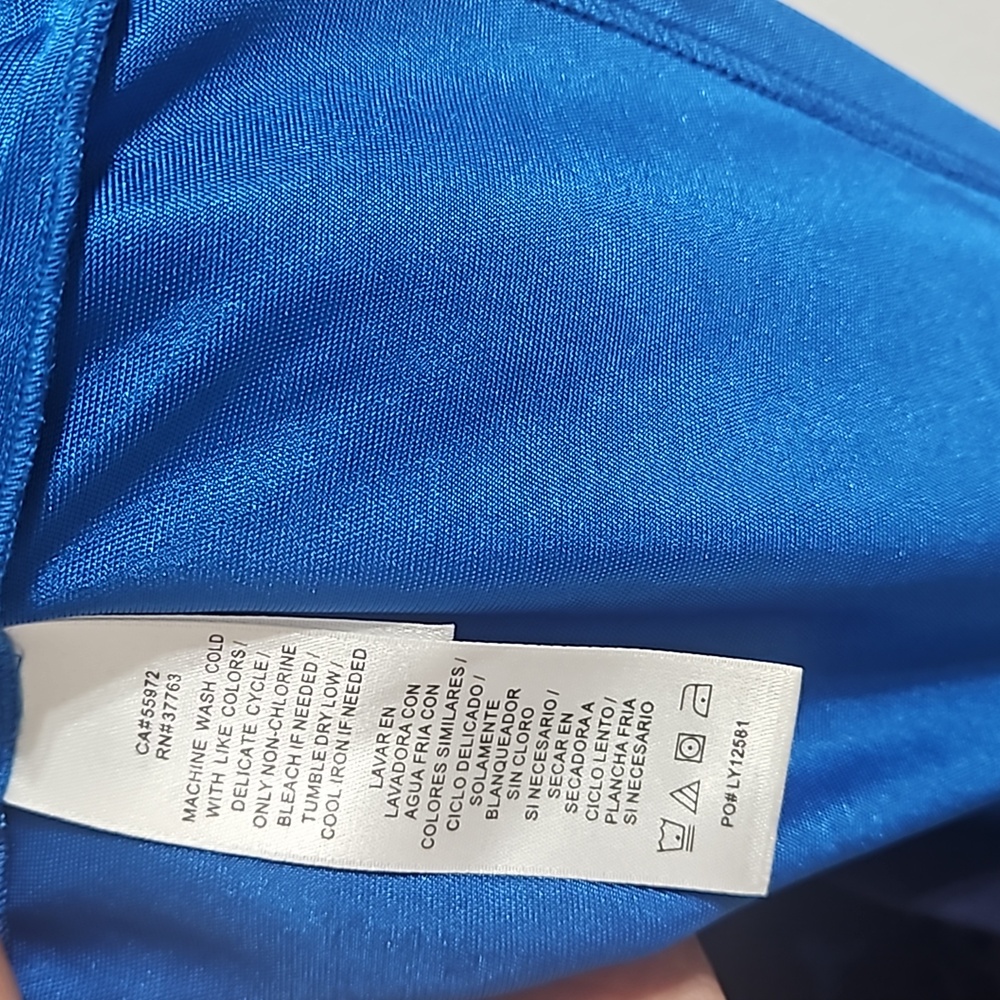 CA#55972
RN#37763
MACHINE WASH COLD
WITH LIKE COLORS/
DELICATE CYCLE/
ONLY NON-CHLORINE
BLEACH IF NEEDED/
TUMBLE DRY LOW/
COOL IRON IF NEEDED
LAVAR EN
LAVADORA CON
AGUA FRIA CON
COLORES SIMILARES/
CICLO DELICADO/
SOLAMENTE
BLANQUEADOR
SIN CLORO
SI NECESARIO/
SECAR EN
SECADORA A
CICLO LENTO/
PLANCHA FRIA
SI NECESARIO
PO# LY12581